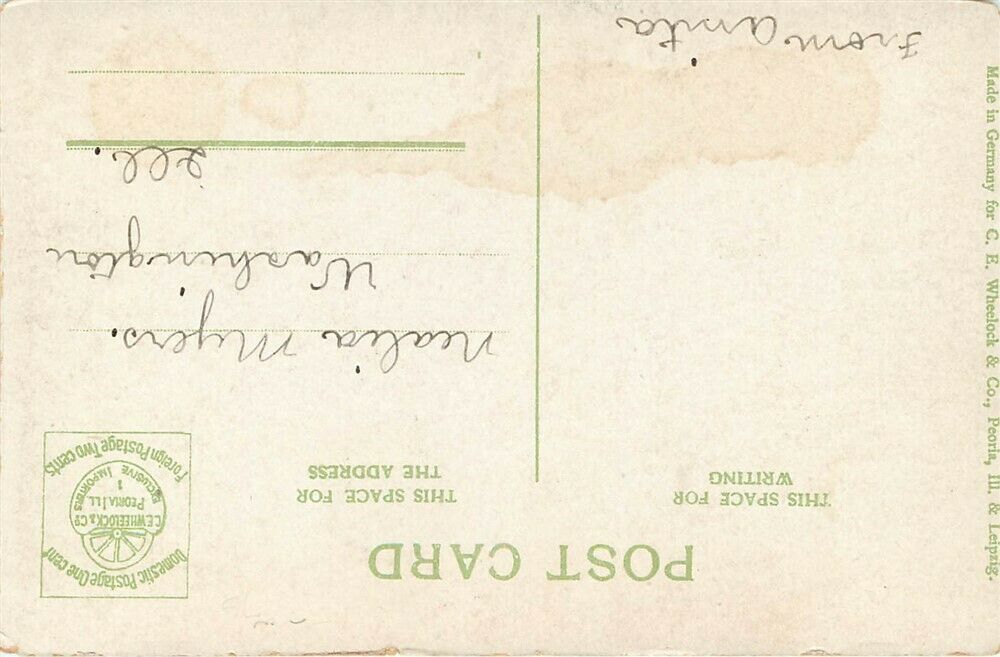 POST CARD
THIS SPACE FOR
WRITING
THIS SPACE FOR
THE ADDRESS
Domestic Postage One Cent
C.E. WHEELOCK & CO
PEORIA ILL
EXCLUSIVE IMPORTERS
Foreign Postage Two Cents
Nealia Myers.
Washington
Ill.
From Anita
Made in Germany for C. E. Wheelock & Co., Peoria, Ill. & Leipzig.